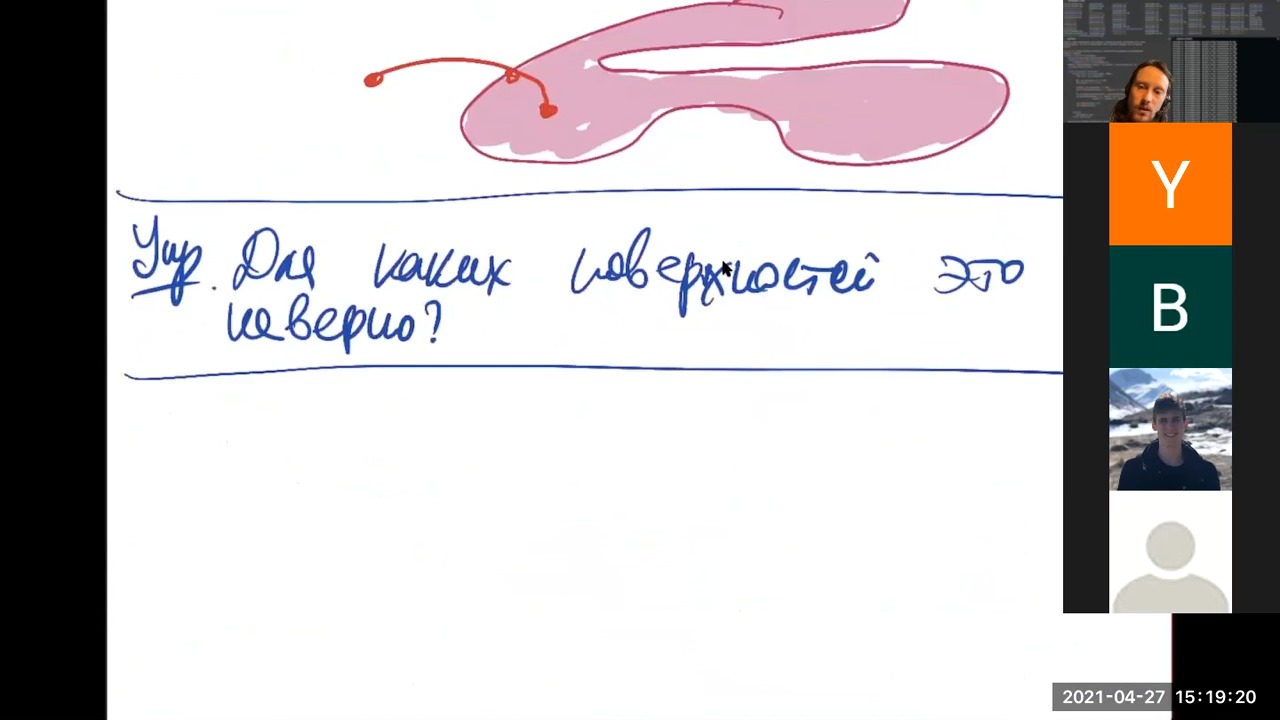 Упр. Для каких поверхностей это
неверно?
Y
B
2021-04-27 15:19:20